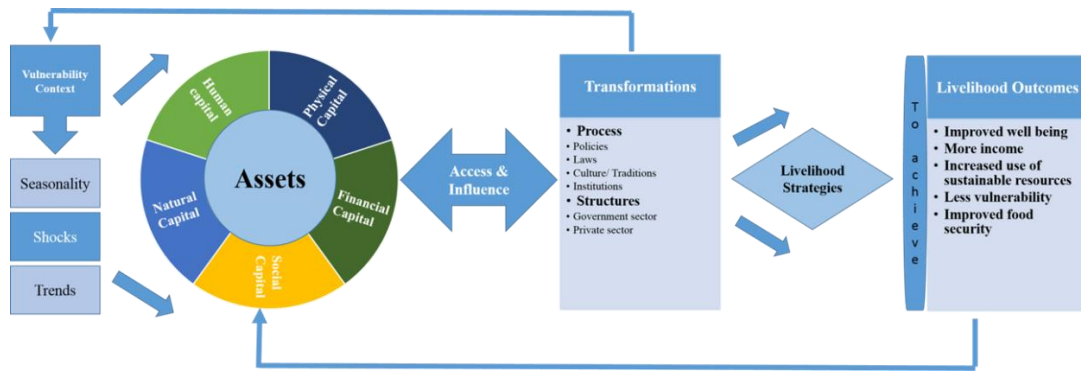 Vulnerability
Context
Seasonality
Shocks
Trends
Human
capital
Physical
Capital
Natural
Capital
Financial
Capital
Social
Capital
Assets
Access &
Influence
Transformations
• Process
• Policies
• Laws
• Culture/ Traditions
• Institutions
• Structures
• Government sector
• Private sector
Livelihood
Strategies
To achieve
Livelihood Outcomes
• Improved well being
• More income
• Increased use of
sustainable resources
• Less vulnerability
• Improved food
security